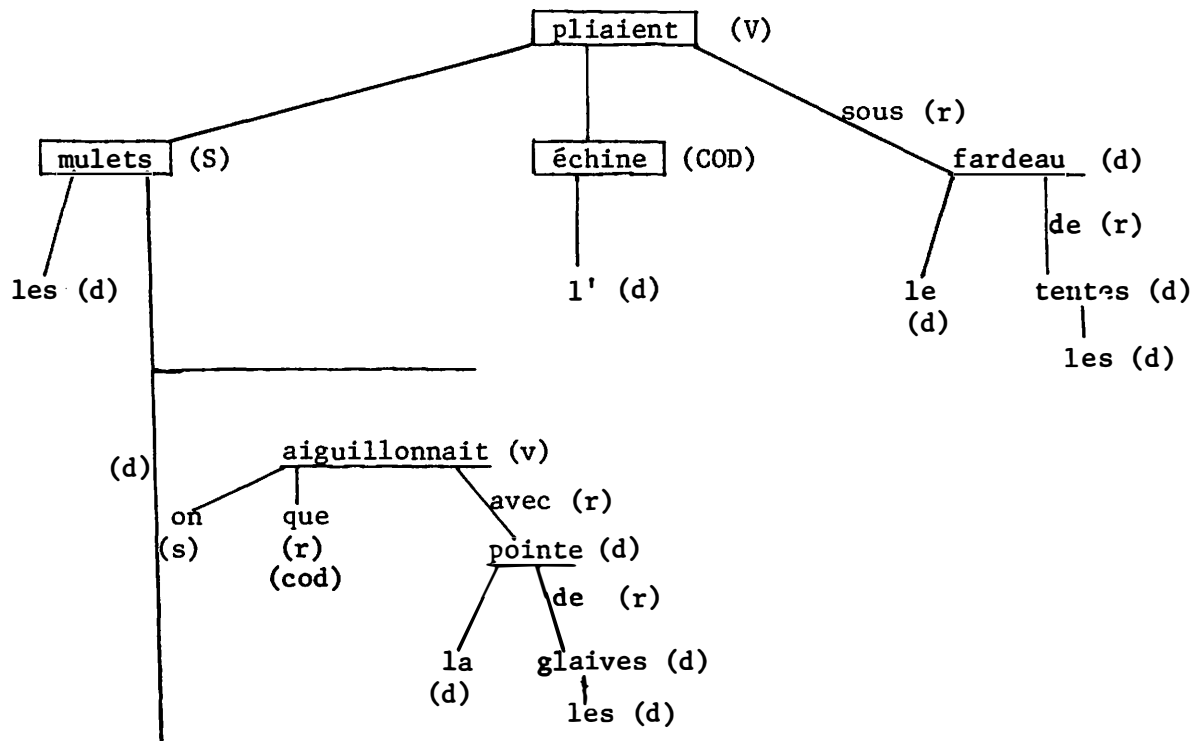 pliaient (V)
sous (r)
mulets (S) échine (COD) fardeau (d)
de (r)
les (d) l' (d) le tentes (d)
(d)
les (d)
aiguillonnait (v)
(d)
avec (r)
on que
(s) (r) pointe (d)
(cod)
de (r)
la glaives (d)
(d)
les (d)